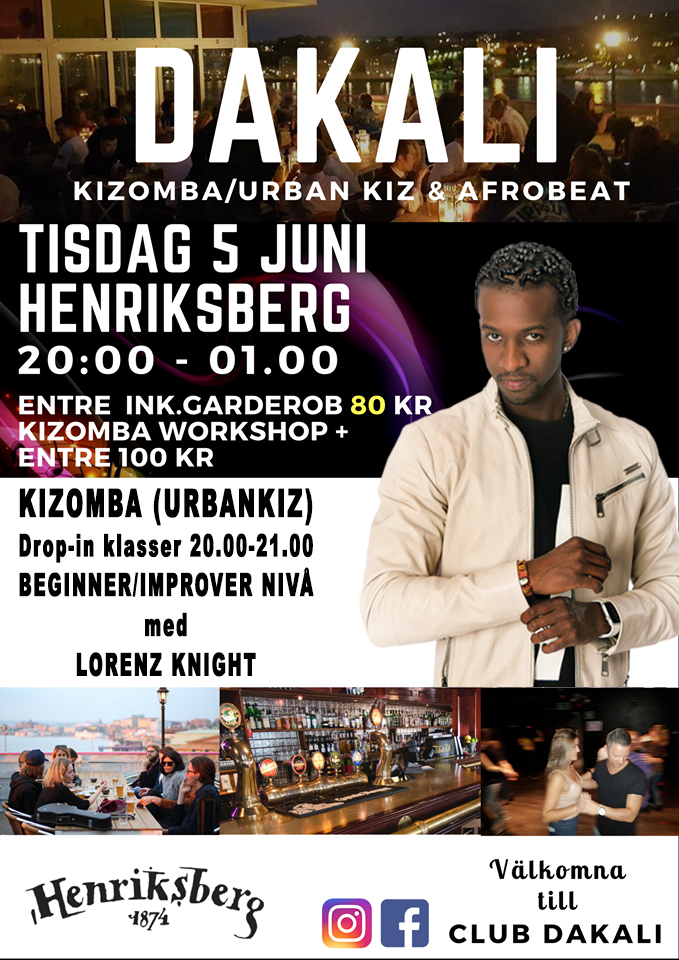 DAKALI
KIZOMBA/URBAN KIZ & AFROBEAT
TISDAG 5 JUNI
HENRIKSBERG
20:00 - 01.00
ENTRE INK.GARDEROB 80 KR
KIZOMBA WORKSHOP +
ENTRE 100 KR
KIZOMBA (URBANKIZ)
Drop-in klasser 20.00-21.00
BEGINNER/IMPROVER NIVÅ
med
LORENZ KNIGHT
Henriksberg
1874
Välkomna
till
CLUB DAKALI